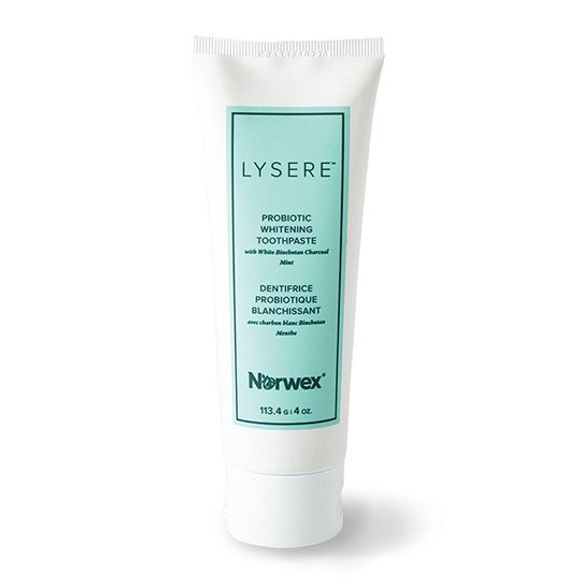 LYSERE™
PROBIOTIC
WHITENING
TOOTHPASTE
with White Binchotan Charcoal
Mint
DENTIFRICE
PROBIOTIQUE
BLANCHISSANT
avec charbon blanc Binchotan
Menthe
Norwex®
113.4 G | 4 OZ.